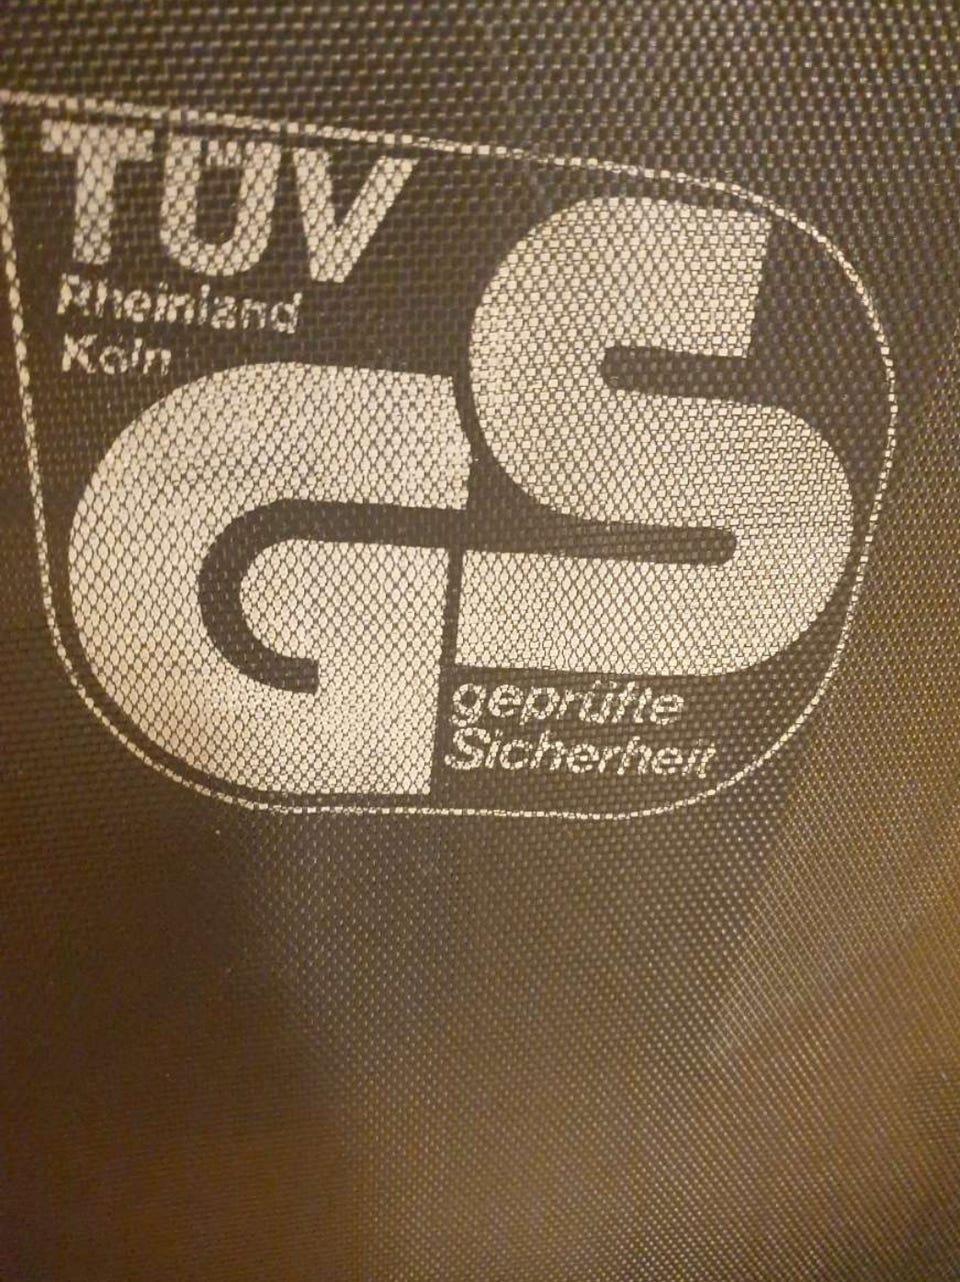 TÜV
Rheinland
Köln
GS
geprüfte
Sicherheit